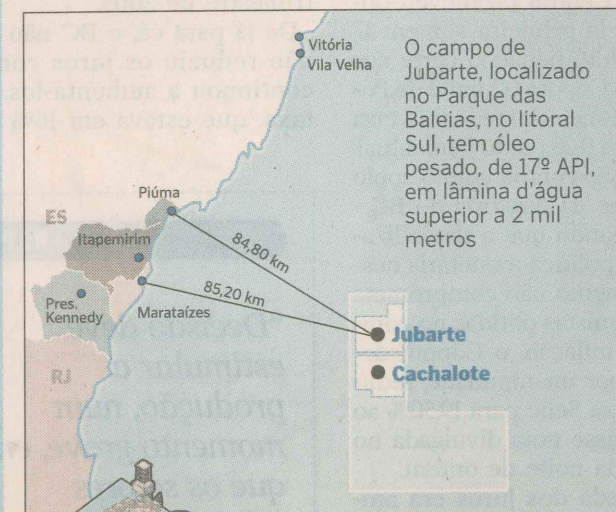 Vitória
Vila Velha
O campo de
Jubarte, localizado
no Parque das
Baleias, no litoral
Sul, tem óleo
pesado, de 17º API,
em lâmina d'água
superior a 2 mil
metros
Piúma
ES
Itapemirim
84,80 km
85,20 km
Pres.
Kennedy
Marataízes
Jubarte
Cachalote
RJ